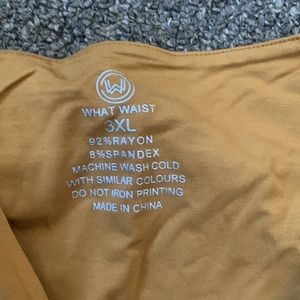 W
WHAT WAIST
3XL
92%RAYON
8%SPANDEX
MACHINE WASH COLD
WITH SIMILAR COLOURS
DO NOT IRON PRINTING
MADE IN CHINA